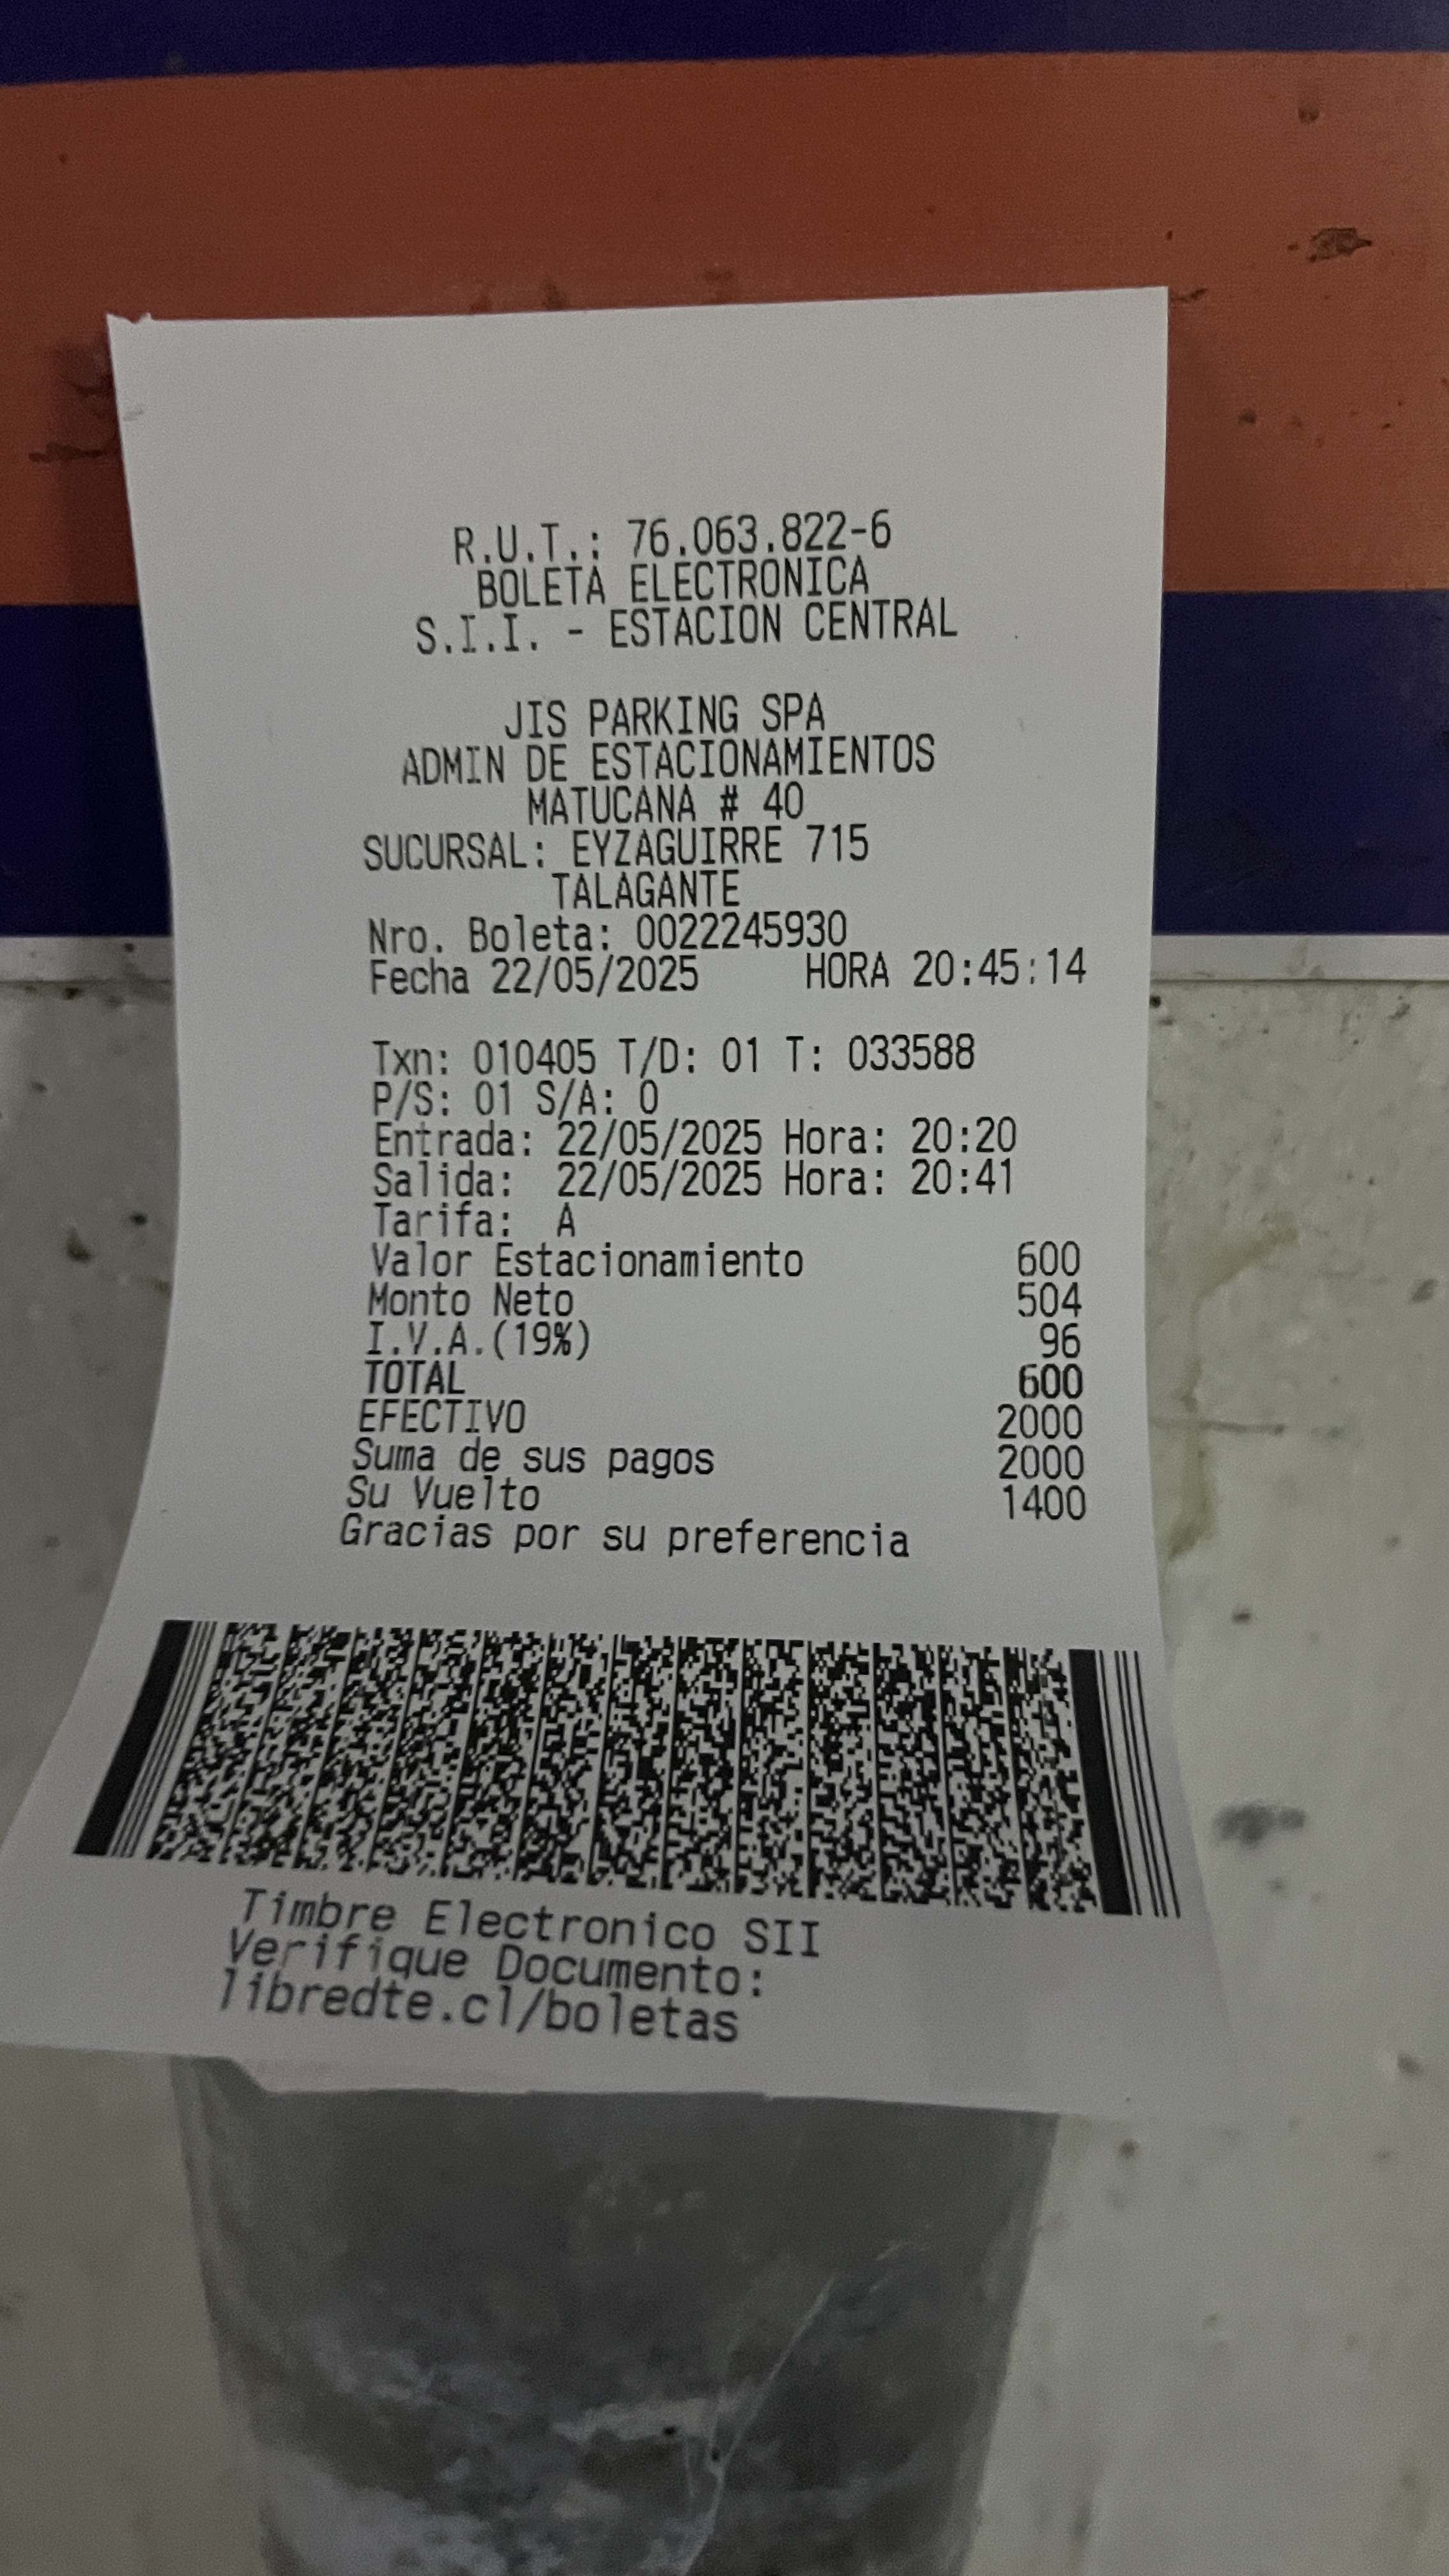 R.U.T.: 76.063.822-6
BOLETA ELECTRONICA
S.I.I. - ESTACION CENTRAL
JIS PARKING SPA
ADMIN DE ESTACIONAMIENTOS
MATUCANA # 40
SUCURSAL: EYZAGUIRRE 715
TALAGANTE
Nro. Boleta: 0022245930
Fecha 22/05/2025 HORA 20:45:14
Txn: 010405 T/D: 01 T: 033588
P/S: 01 S/A: 0
Entrada: 22/05/2025 Hora: 20:20
Salida: 22/05/2025 Hora: 20:41
Tarifa: A
Valor Estacionamiento 600
Monto Neto 504
I.V.A.(19%) 96
TOTAL 600
EFECTIVO 2000
Suma de sus pagos 2000
Su Vuelto 1400
Gracias por su preferencia
Timbre Electronico SII
Verifique Documento:
libredte.cl/boletas